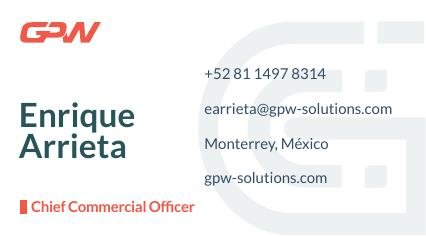 GPW
Enrique
Arrieta
Chief Commercial Officer
+52 81 1497 8314
earrieta@gpw-solutions.com
Monterrey, México
gpw-solutions.com